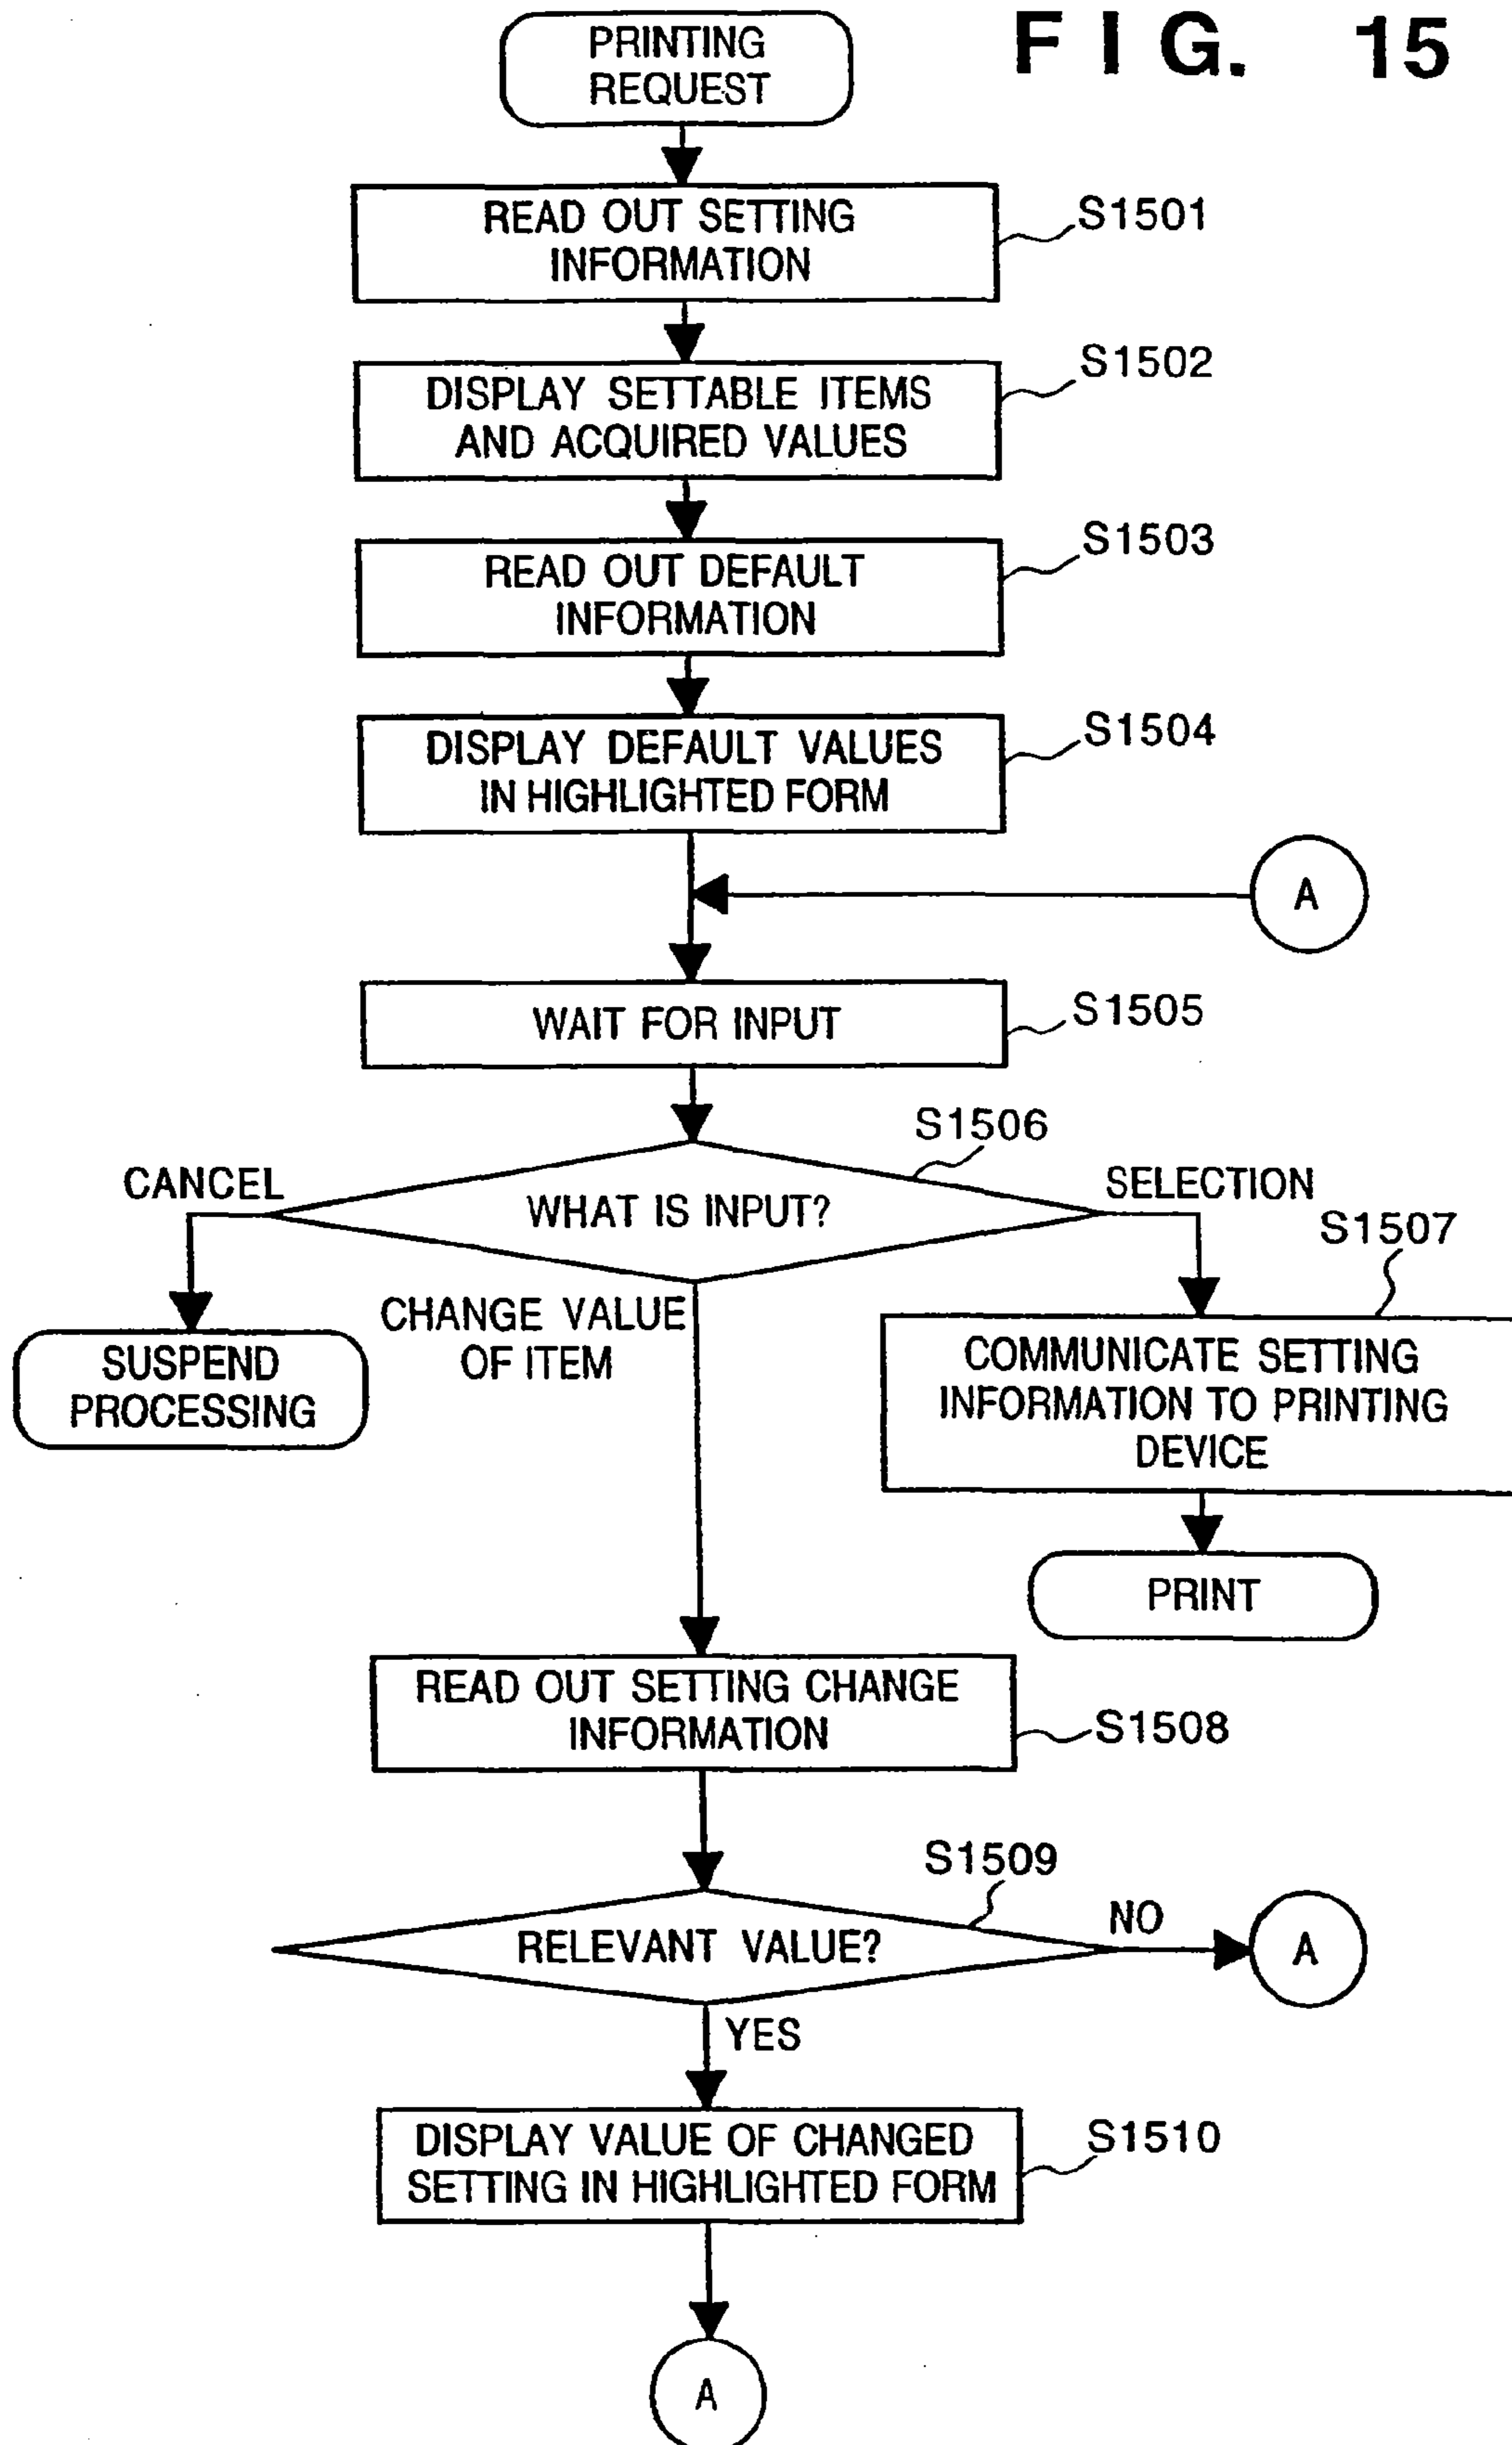 FIG. 15
PRINTING
REQUEST
READ OUT SETTING
INFORMATION
S1501
DISPLAY SETTABLE ITEMS
AND ACQUIRED VALUES
S1502
READ OUT DEFAULT
INFORMATION
S1503
DISPLAY DEFAULT VALUES
IN HIGHLIGHTED FORM
S1504
A
WAIT FOR INPUT
S1505
S1506
WHAT IS INPUT?
CANCEL
SELECTION
S1507
SUSPEND
PROCESSING
CHANGE VALUE
OF ITEM
COMMUNICATE SETTING
INFORMATION TO PRINTING
DEVICE
PRINT
READ OUT SETTING CHANGE
INFORMATION
S1508
S1509
RELEVANT VALUE?
NO
A
YES
DISPLAY VALUE OF CHANGED
SETTING IN HIGHLIGHTED FORM
S1510
A